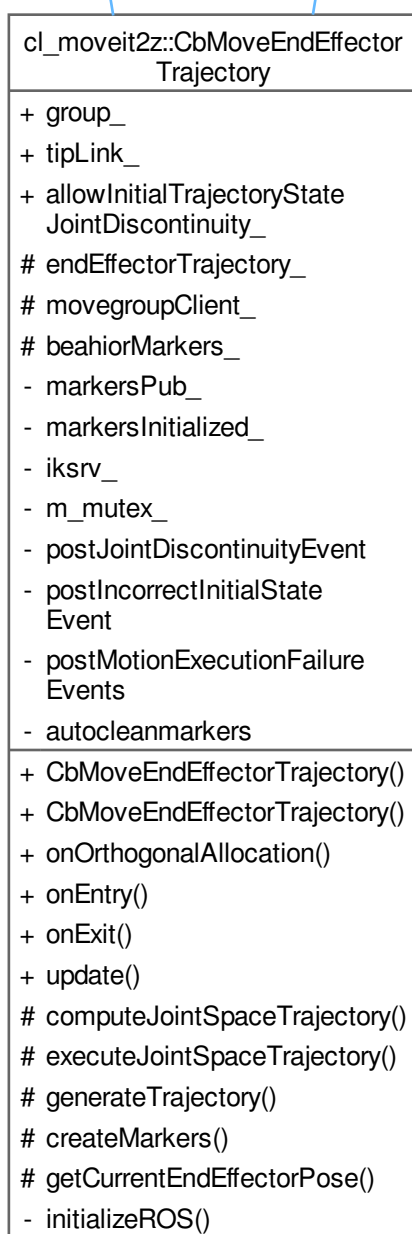 cl_moveit2z::CbMoveEndEffector
Trajectory
+ group_
+ tipLink_
+ allowInitialTrajectoryState
JointDiscontinuity_
# endEffectorTrajectory_
# movegroupClient_
# beahiorMarkers_
- markersPub_
- markersInitialized_
- iksrv_
- m_mutex_
- postJointDiscontinuityEvent
- postIncorrectInitialState
Event
- postMotionExecutionFailure
Events
- autocleanmarkers
+ CbMoveEndEffectorTrajectory()
+ CbMoveEndEffectorTrajectory()
+ onOrthogonalAllocation()
+ onEntry()
+ onExit()
+ update()
# computeJointSpaceTrajectory()
# executeJointSpaceTrajectory()
# generateTrajectory()
# createMarkers()
# getCurrentEndEffectorPose()
- initializeROS()